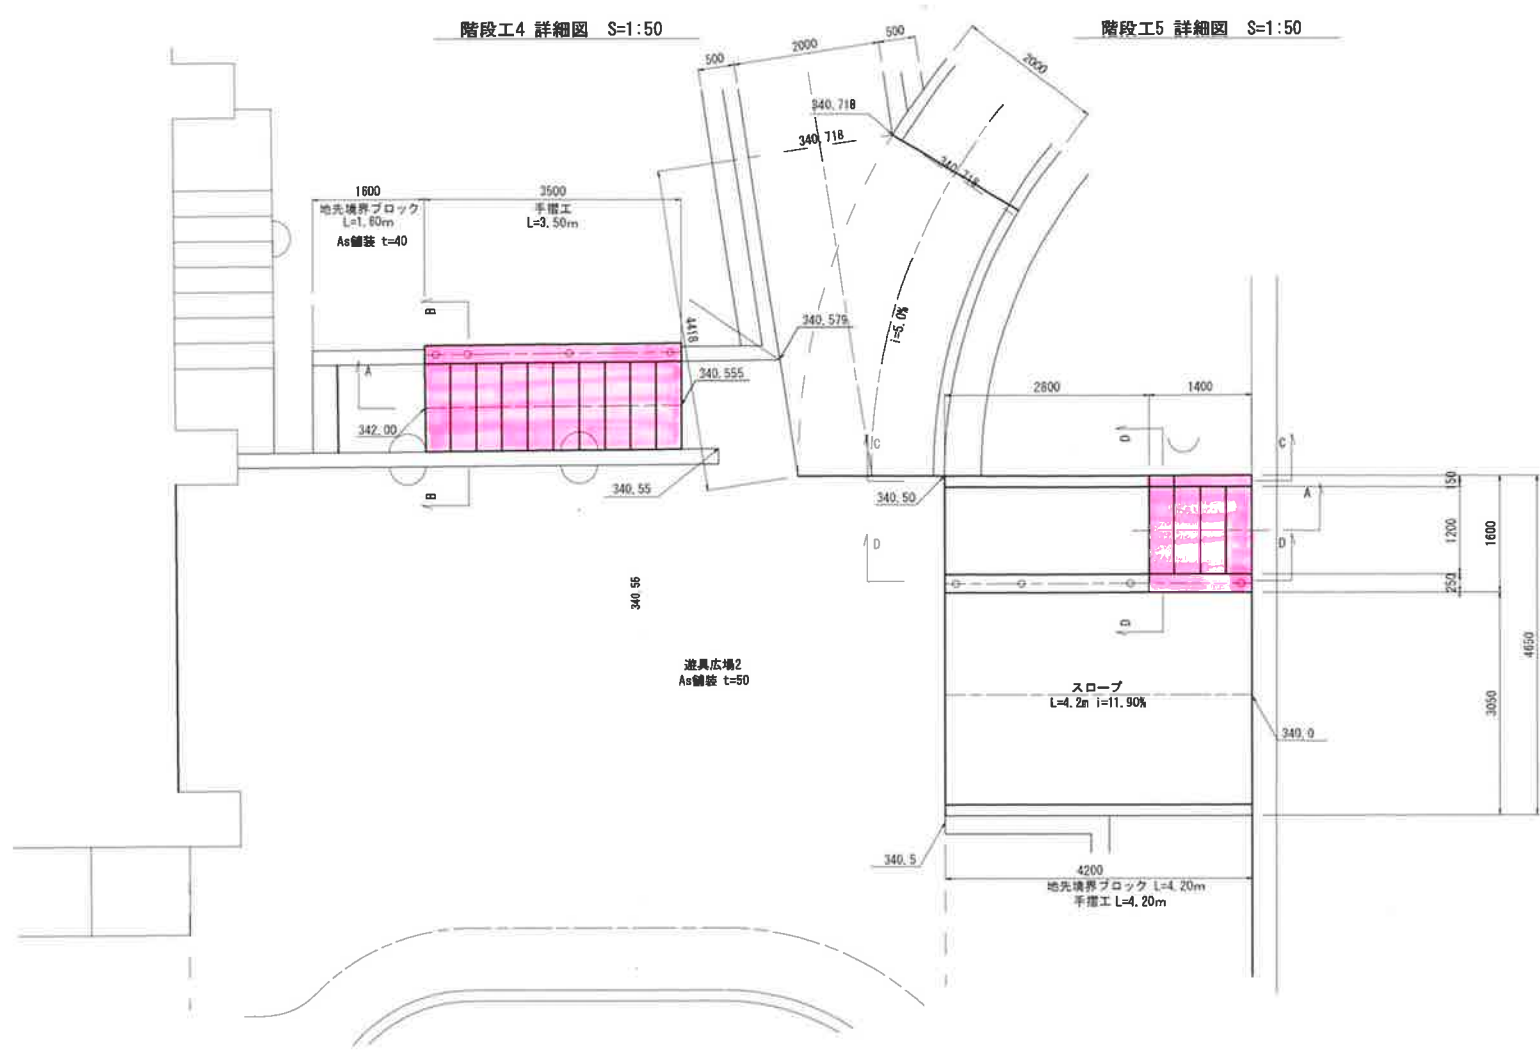 階段工4 詳細図 S=1:50
階段工5 詳細図 S=1:50
500
2000
500
2000
340.718
340.718
340.718
1600
地先境界ブロック
L=1.60m
As舗装 t=40
3500
手摺工
L=3.50m
B
A
4418
340.579
i=5.0%
340.555
342.00
B
340.55
340.50
2800
1400
C
D
C
A
D
D
D
150
1200
250
1600
3050
4650
340.55
遊具広場2
As舗装 t=50
スロープ
L=4.2m i=11.90%
340.0
340.5
4200
地先境界ブロック L=4.20m
手摺工 L=4.20m